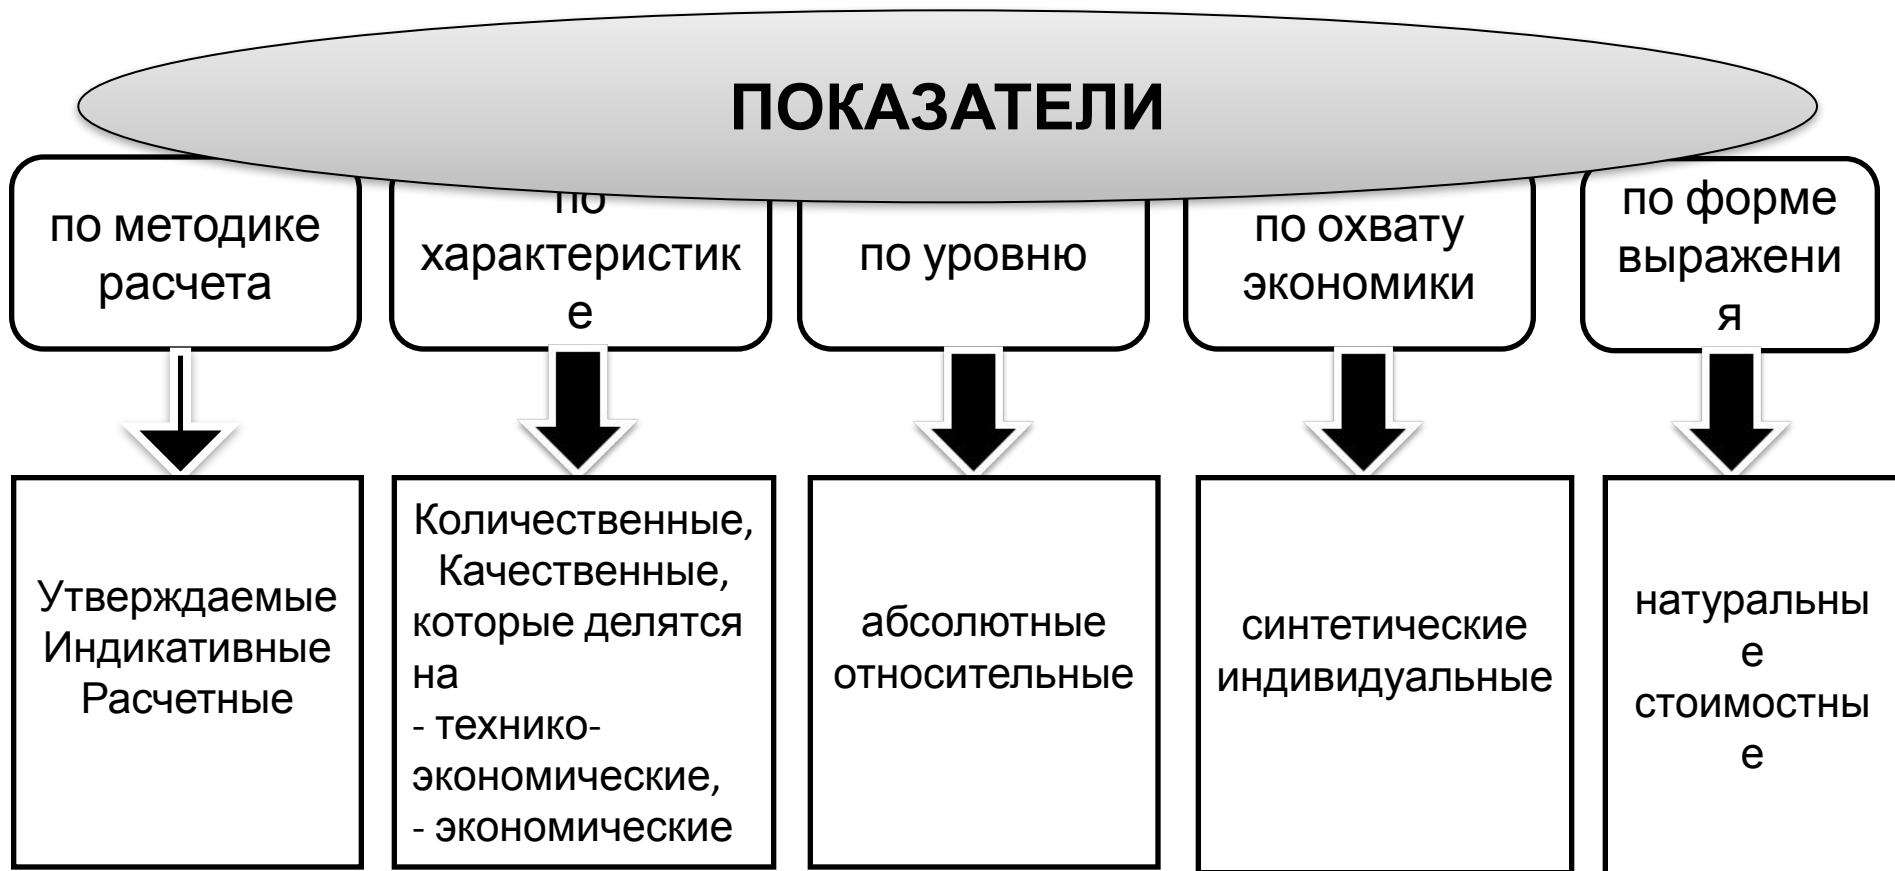 ПОКАЗАТЕЛИ
по методике
расчета
по
характеристик
е
по уровню
по охвату
экономики
по форме
выражени
я
Утверждаемые
Индикативные
Расчетные
Количественные,
Качественные,
которые делятся
на
- технико-
экономические,
- экономические
абсолютные
относительные
синтетические
индивидуальные
натуральны
е
стоимостны
е